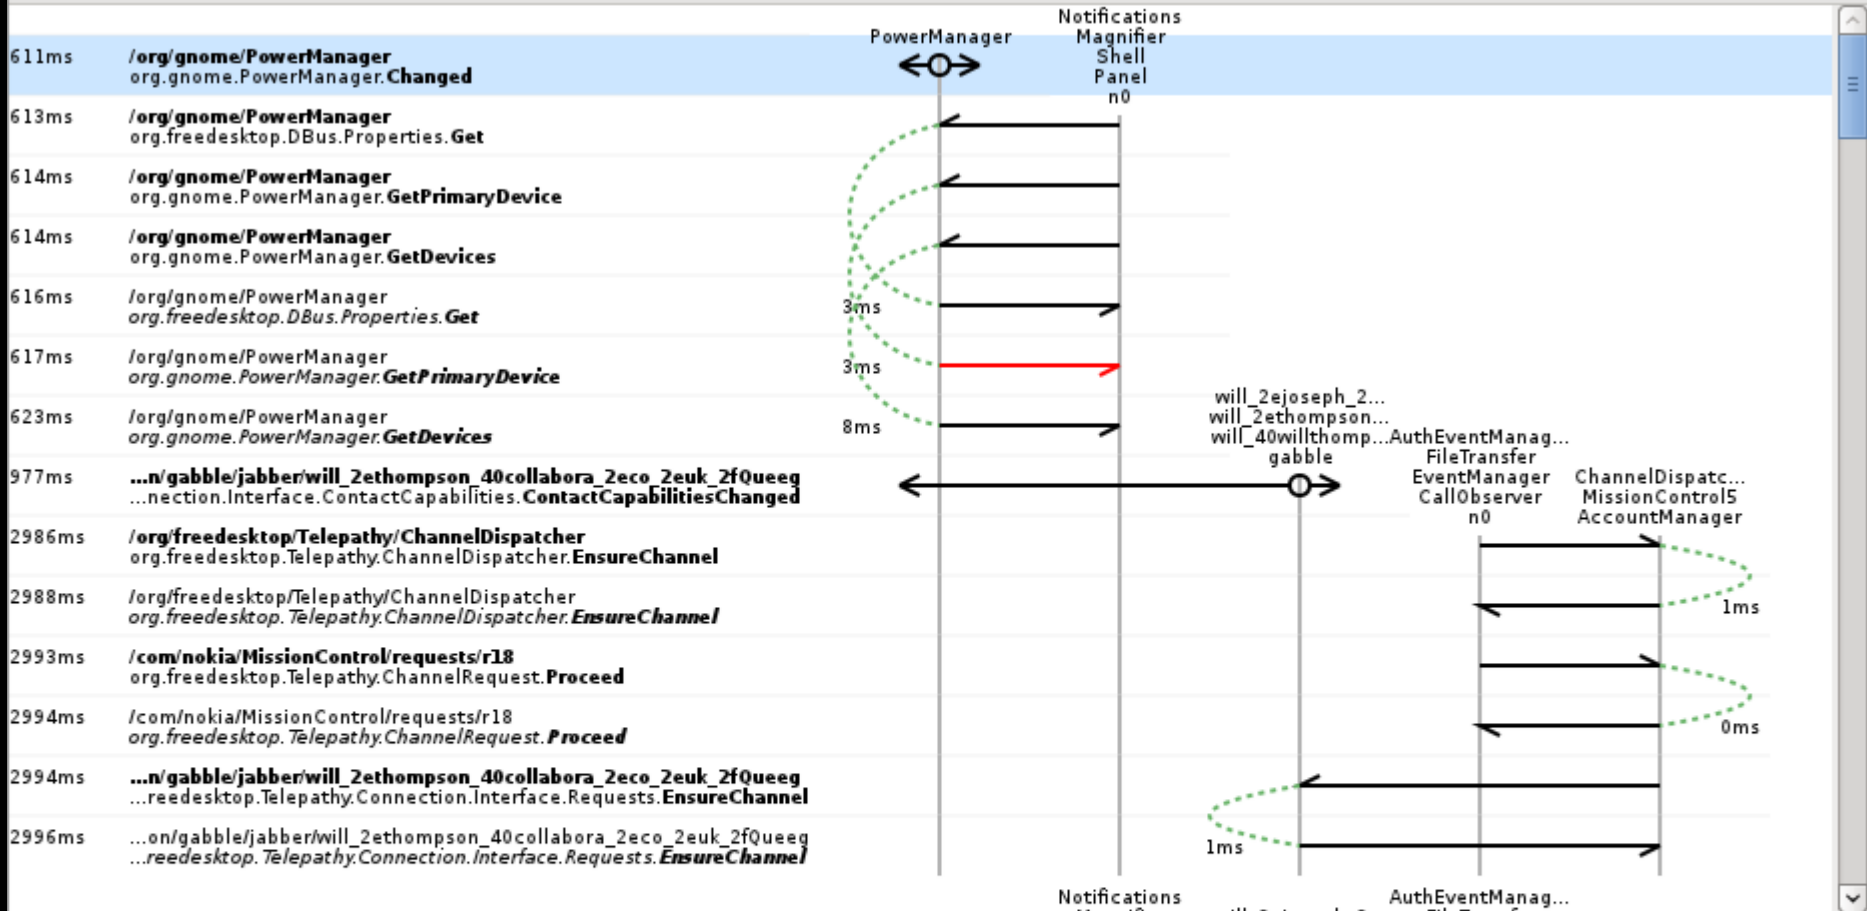 Notifications
PowerManager
Magnifier
Shell
Panel
n0
611ms
/org/gnome/PowerManager
org.gnome.PowerManager.Changed
613ms
/org/gnome/PowerManager
org.freedesktop.DBus.Properties.Get
614ms
/org/gnome/PowerManager
org.gnome.PowerManager.GetPrimaryDevice
614ms
/org/gnome/PowerManager
org.gnome.PowerManager.GetDevices
616ms
/org/gnome/PowerManager
org.freedesktop.DBus.Properties.Get
3ms
617ms
/org/gnome/PowerManager
org.gnome.PowerManager.GetPrimaryDevice
3ms
623ms
/org/gnome/PowerManager
org.gnome.PowerManager.GetDevices
8ms
will_2ejoseph_2...
will_2ethompson...
will_40willthomp...
gabble
AuthEventManag...
FileTransfer
EventManager
CallObserver
n0
ChannelDispatc...
MissionControl5
AccountManager
977ms
...n/gabble/jabber/will_2ethompson_40collabora_2eco_2euk_2fQueeg
...nection.Interface.ContactCapabilities.ContactCapabilitiesChanged
2986ms
/org/freedesktop/Telepathy/ChannelDispatcher
org.freedesktop.Telepathy.ChannelDispatcher.EnsureChannel
2988ms
/org/freedesktop/Telepathy/ChannelDispatcher
org.freedesktop.Telepathy.ChannelDispatcher.EnsureChannel
1ms
2993ms
/com/nokia/MissionControl/requests/r18
org.freedesktop.Telepathy.ChannelRequest.Proceed
2994ms
/com/nokia/MissionControl/requests/r18
org.freedesktop.Telepathy.ChannelRequest.Proceed
0ms
2994ms
...n/gabble/jabber/will_2ethompson_40collabora_2eco_2euk_2fQueeg
...reedesktop.Telepathy.Connection.Interface.Requests.EnsureChannel
2996ms
...on/gabble/jabber/will_2ethompson_40collabora_2eco_2euk_2fQueeg
...reedesktop.Telepathy.Connection.Interface.Requests.EnsureChannel
1ms
Notifications
AuthEventManag...